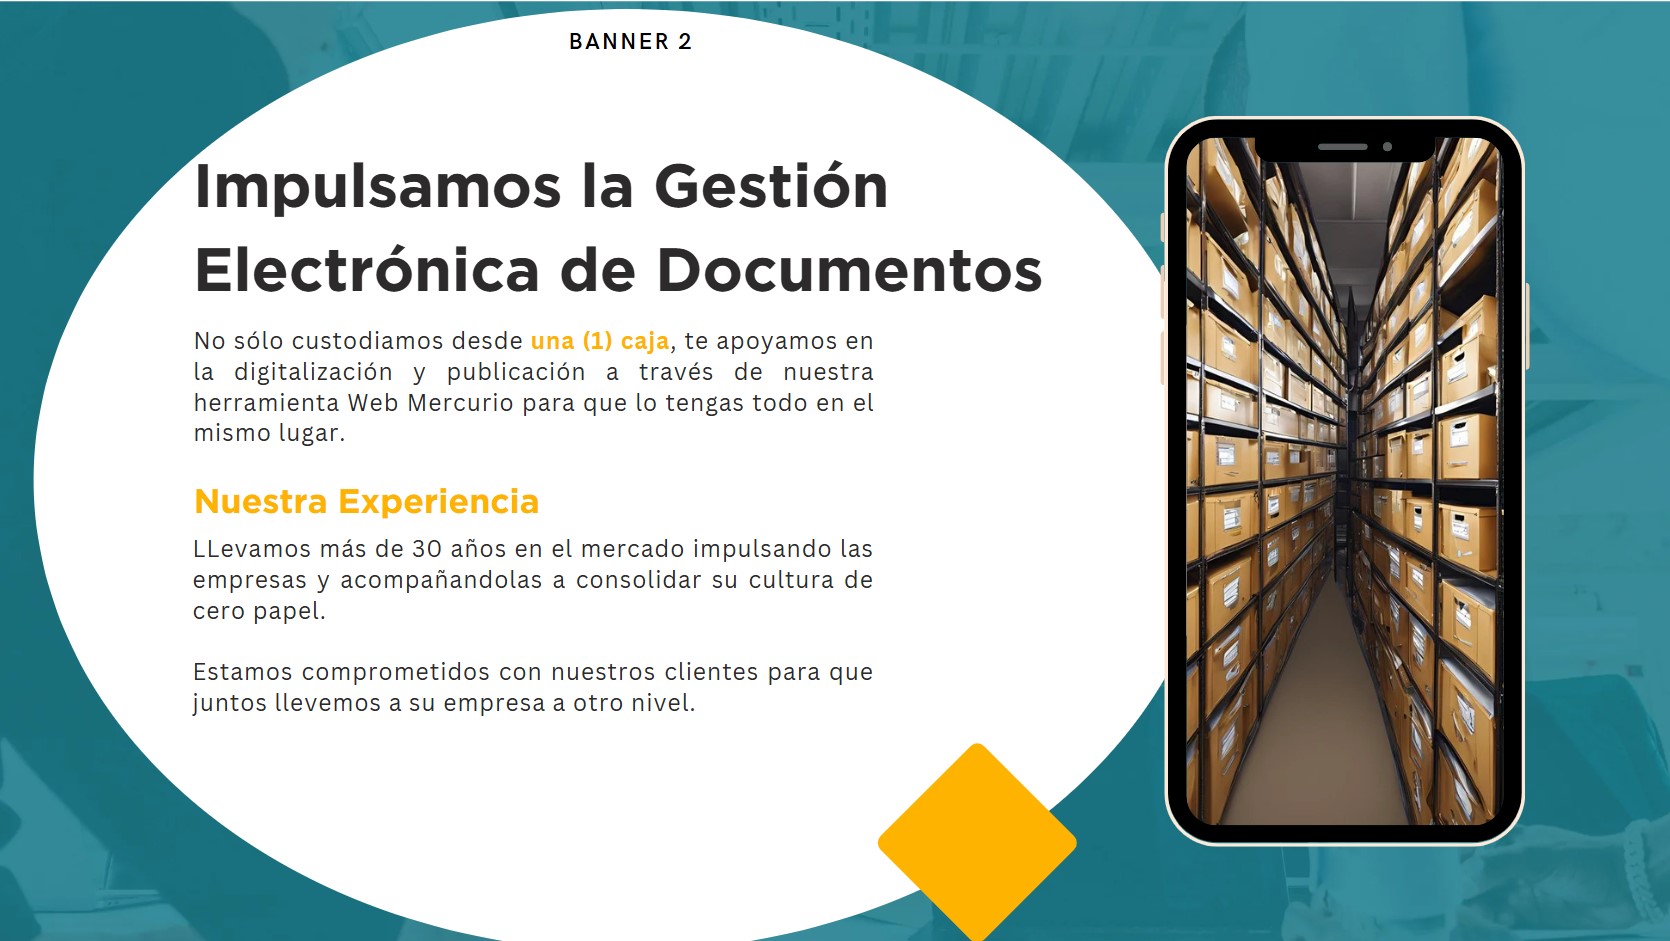 BANNER 2
Impulsamos la Gestión
Electrónica de Documentos
No sólo custodiamos desde una (1) caja, te apoyamos en
la digitalización y publicación a través de nuestra
herramienta Web Mercurio para que lo tengas todo en el
mismo lugar.
Nuestra Experiencia
LLevamos más de 30 años en el mercado impulsando las
empresas y acompañandolas a consolidar su cultura de
cero papel.
Estamos comprometidos con nuestros clientes para que
juntos llevemos a su empresa a otro nivel.